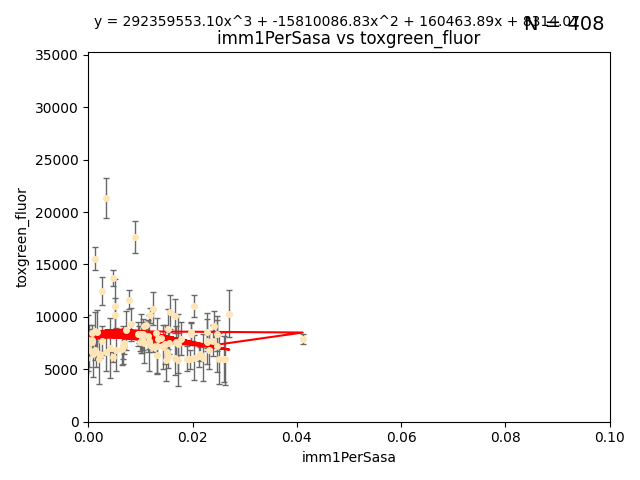 y = 292359553.10x^3 + -15810086.83x^2 + 160463.89x + 8314.07
N = 408
imm1PerSasa vs toxgreen_fluor
35000
30000
25000
20000
15000
10000
5000
0
toxgreen_fluor
0.00
0.02
0.04
0.06
0.08
0.10
imm1PerSasa